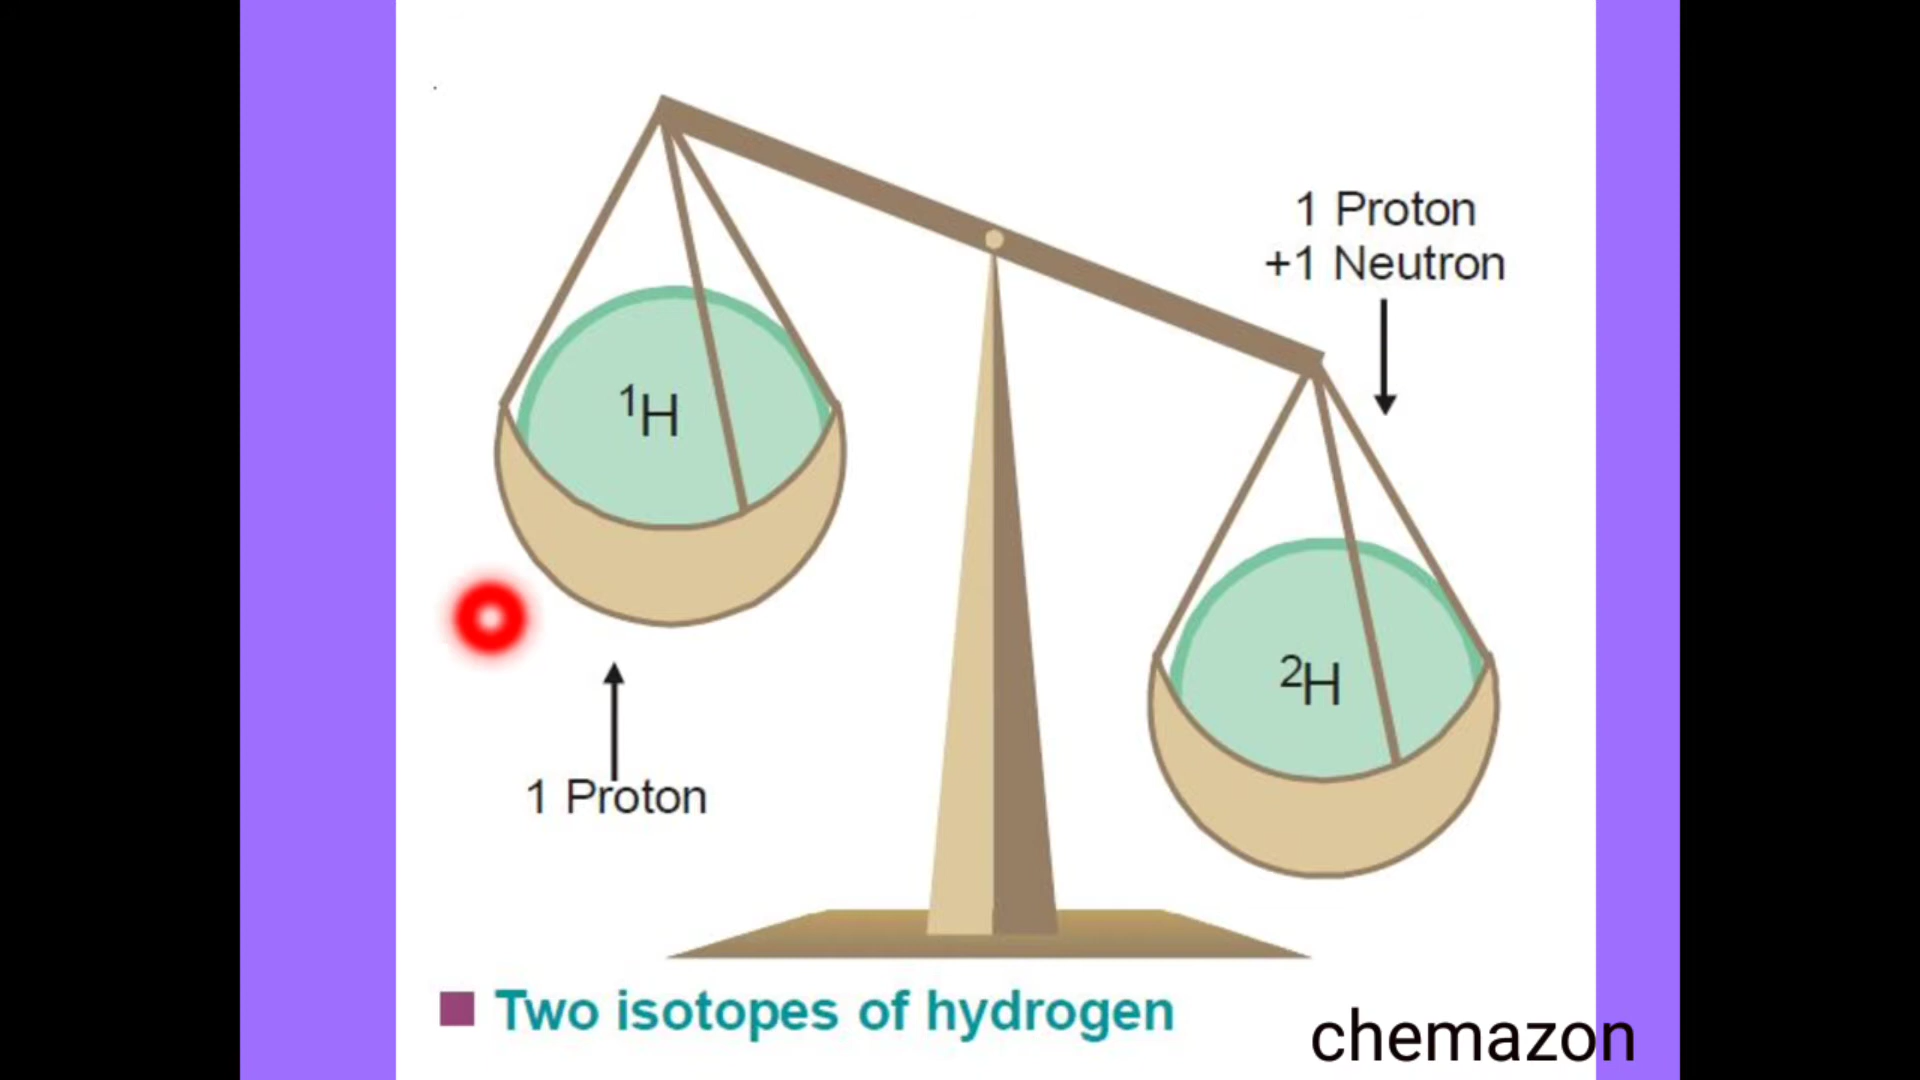 1 Proton
+1 Neutron
¹H
²H
1 Proton
Two isotopes of hydrogen
chemazon